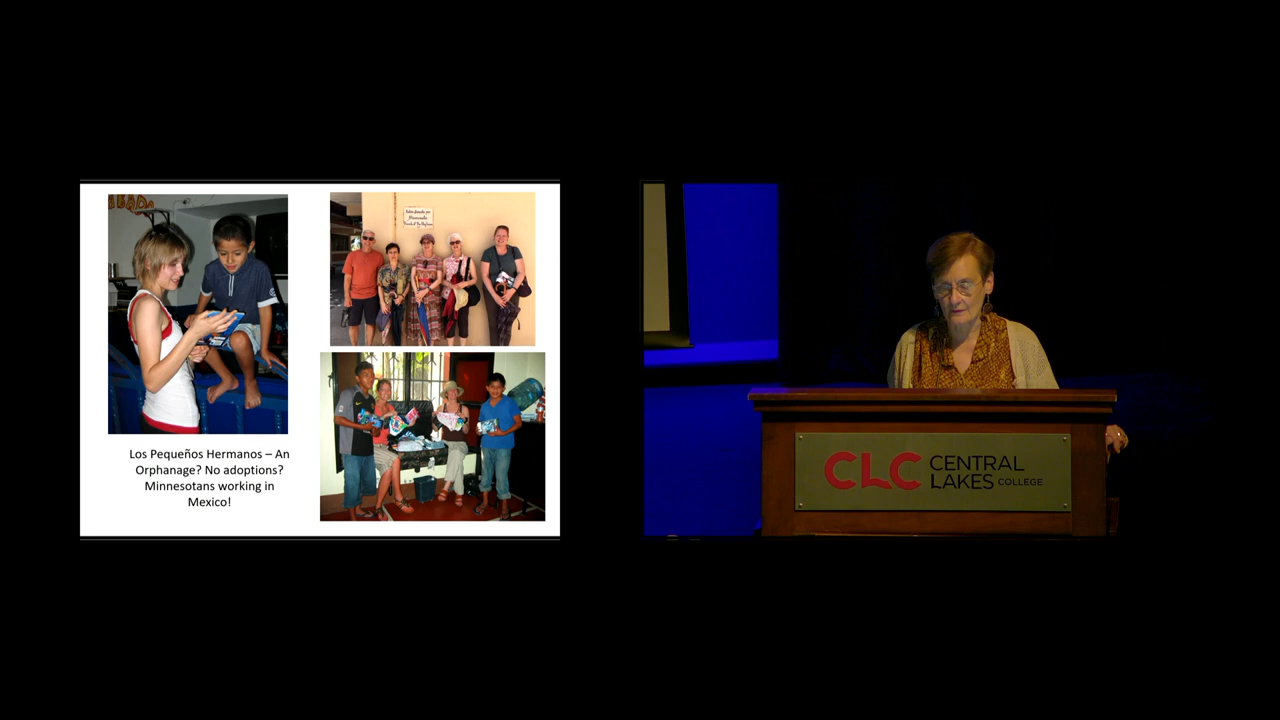 Los Pequeños Hermanos – An
Orphanage? No adoptions?
Minnesotans working in
Mexico!
CLC CENTRAL
LAKES COLLEGE